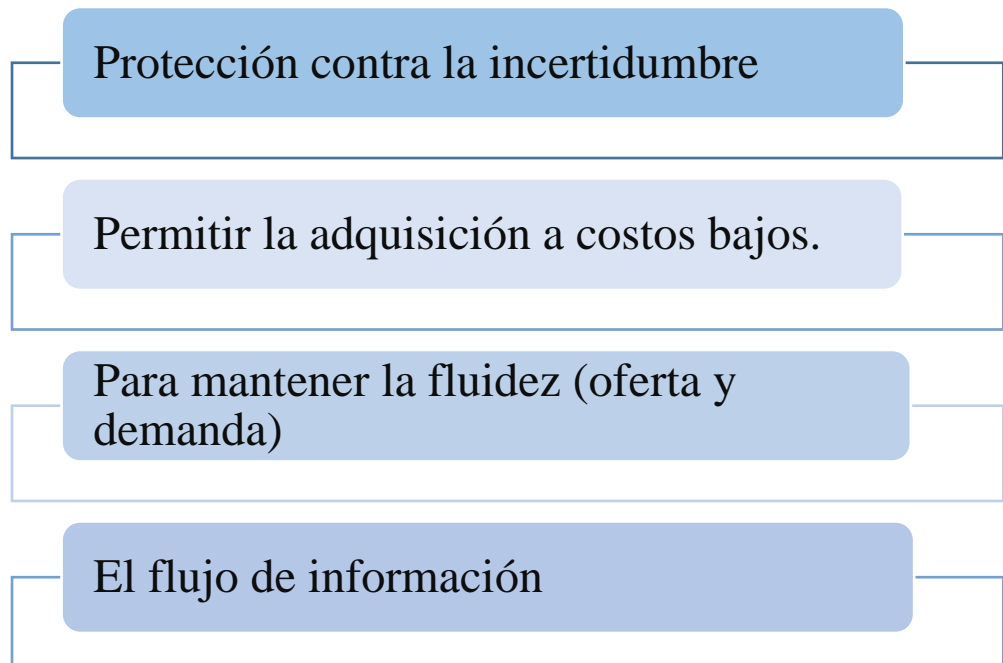 Protección contra la incertidumbre
Permitir la adquisición a costos bajos.
Para mantener la fluidez (oferta y
demanda)
El flujo de información